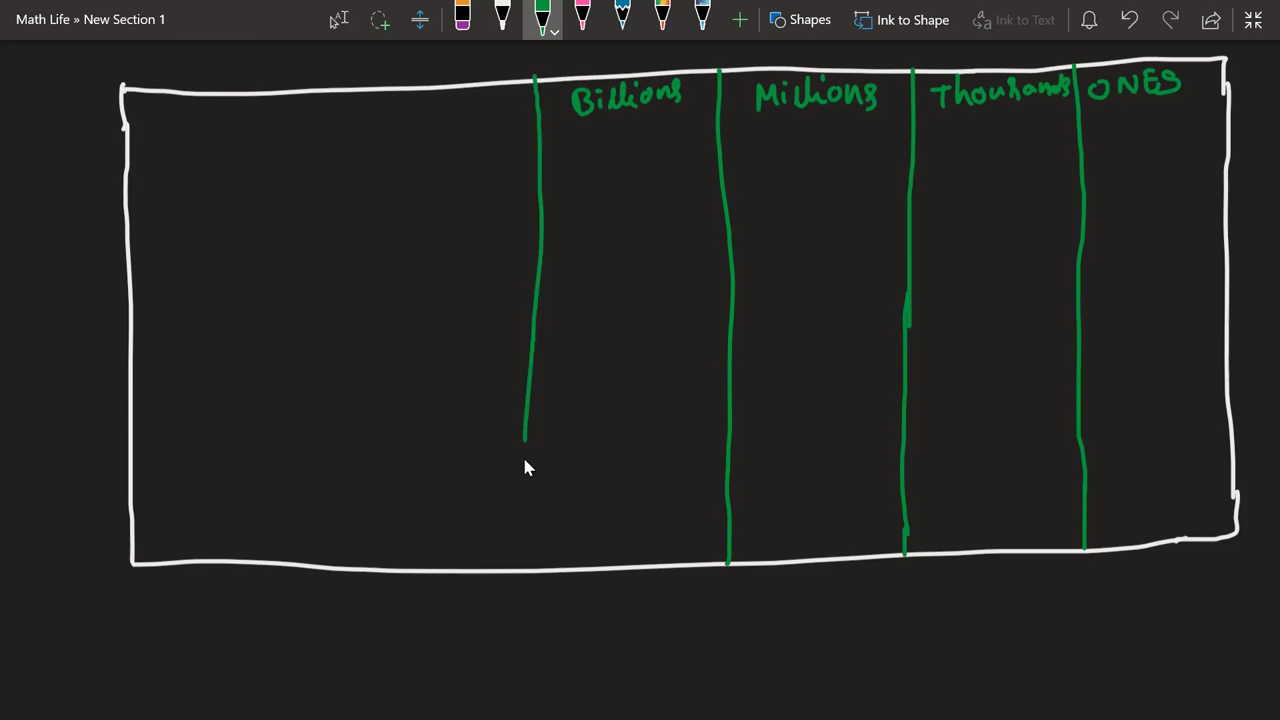 Math Life » New Section 1
Shapes Ink to Shape Ink to Text
Billions Millions Thousands ONES